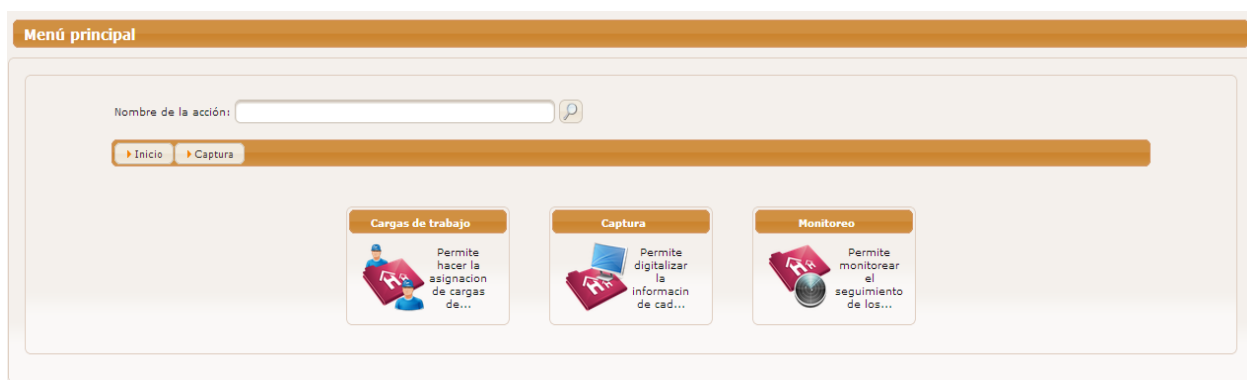 Menú principal
Nombre de la acción:
Inicio Captura
Cargas de trabajo
Permite
hacer la
asignacion
de cargas
de...
Captura
Permite
digitalizar
la
informacin
de cad...
Monitoreo
Permite
monitorear
el
seguimiento
de los...